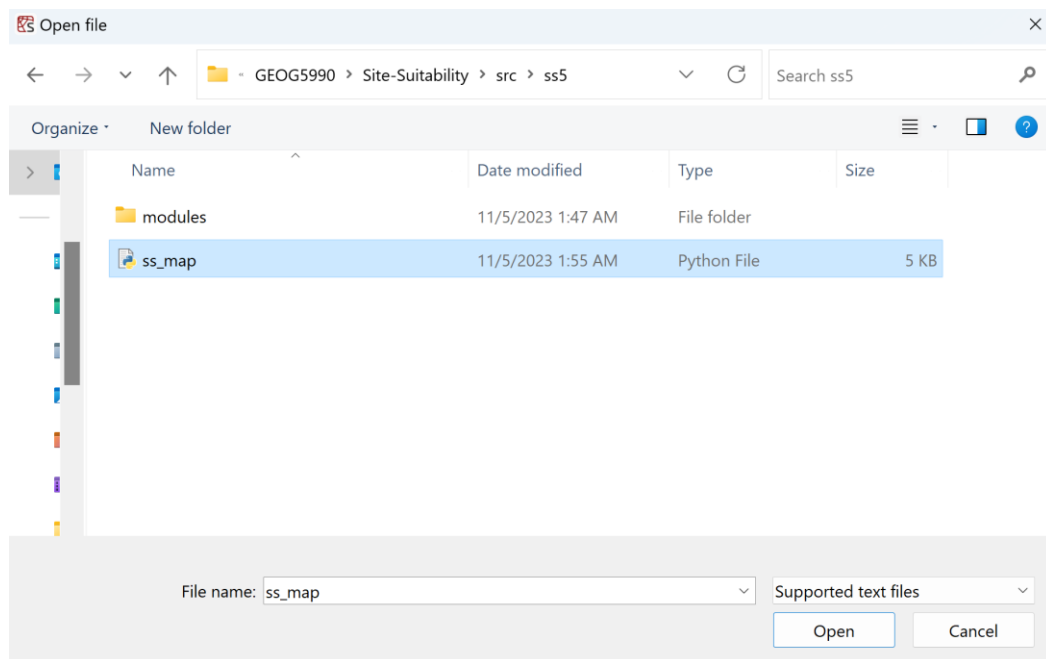 Open file
GEOG5990 > Site-Suitability > src > ss5
Search ss5
Organize
New folder
Name Date modified Type Size
modules 11/5/2023 1:47 AM File folder
ss_map 11/5/2023 1:55 AM Python File 5 KB
File name: ss_map
Supported text files
Open
Cancel